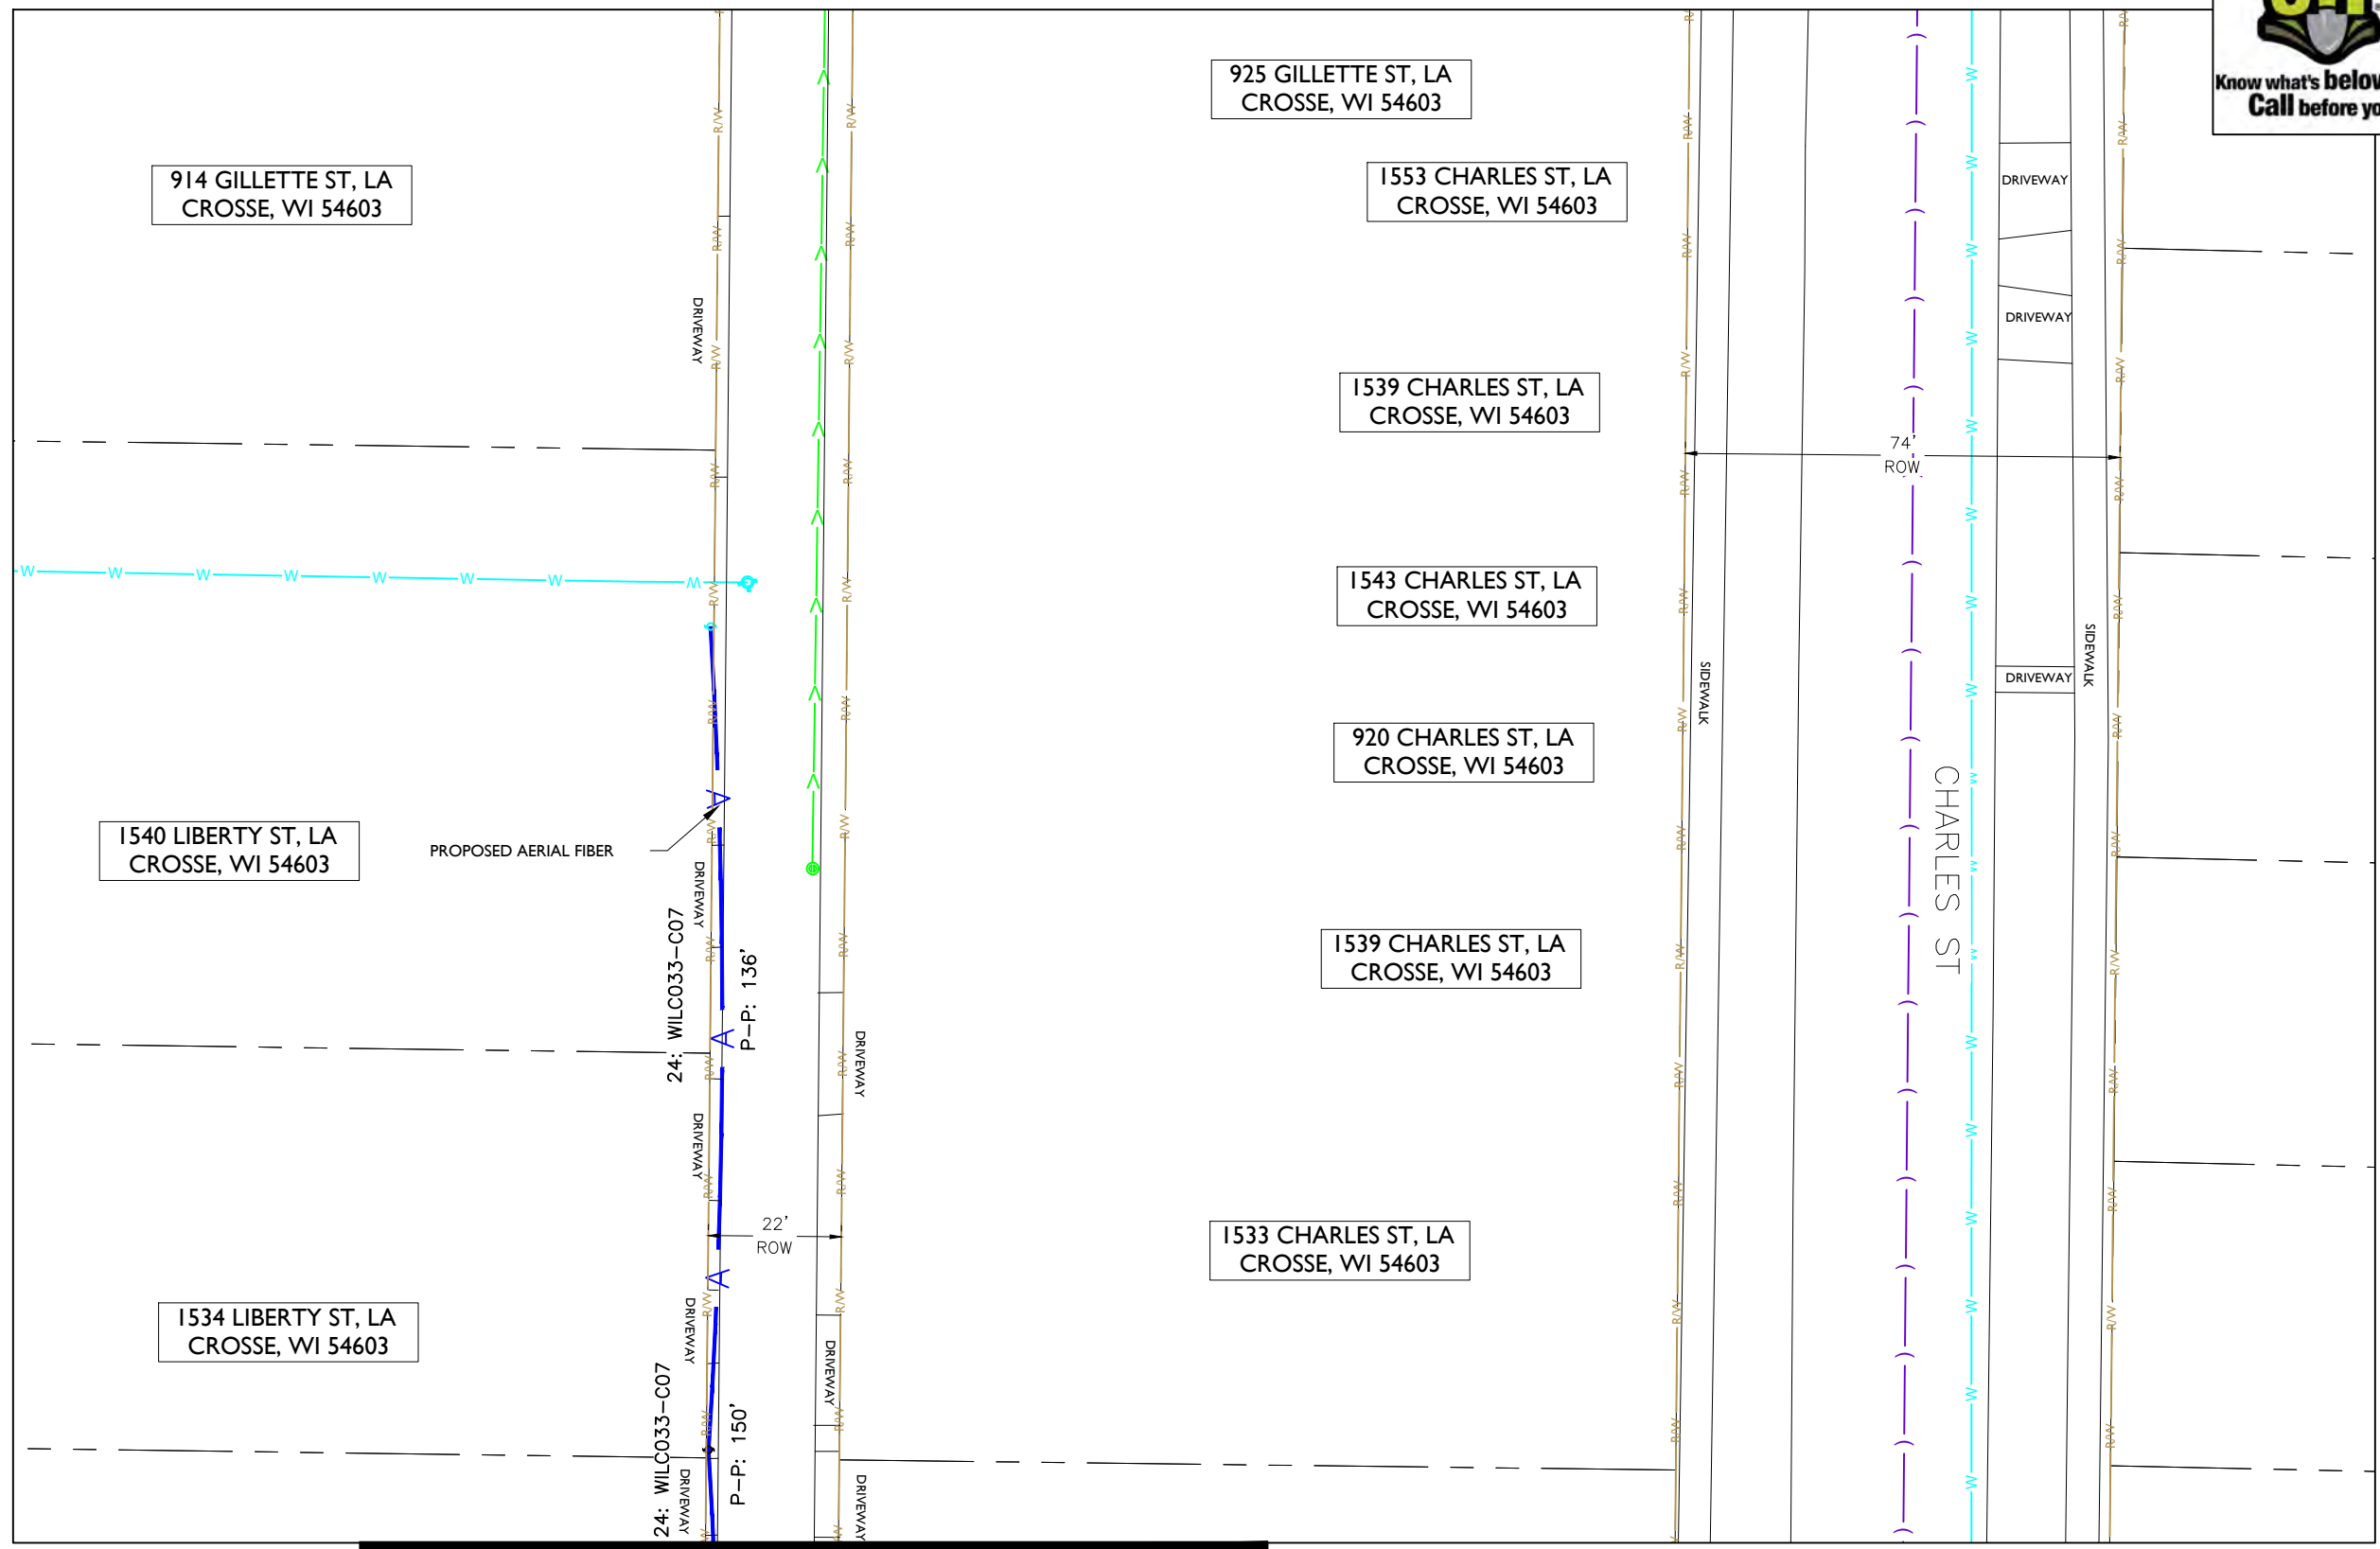 Know what's below
Call before yo
925 GILLETTE ST, LA
CROSSE, WI 54603
914 GILLETTE ST, LA
CROSSE, WI 54603
1553 CHARLES ST, LA
CROSSE, WI 54603
DRIVEWAY
DRIVEWAY
DRIVEWAY
1539 CHARLES ST, LA
CROSSE, WI 54603
74'
ROW
1543 CHARLES ST, LA
CROSSE, WI 54603
SIDEWALK
SIDEWALK
DRIVEWAY
920 CHARLES ST, LA
CROSSE, WI 54603
CHARLES ST
1540 LIBERTY ST, LA
CROSSE, WI 54603
PROPOSED AERIAL FIBER
DRIVEWAY
24: WILC033-C07
P-P: 136'
1539 CHARLES ST, LA
CROSSE, WI 54603
DRIVEWAY
DRIVEWAY
22'
ROW
1533 CHARLES ST, LA
CROSSE, WI 54603
1534 LIBERTY ST, LA
CROSSE, WI 54603
DRIVEWAY
DRIVEWAY
24: WILC033-C07
P-P: 150'
DRIVEWAY
DRIVEWAY
R/W
W
A